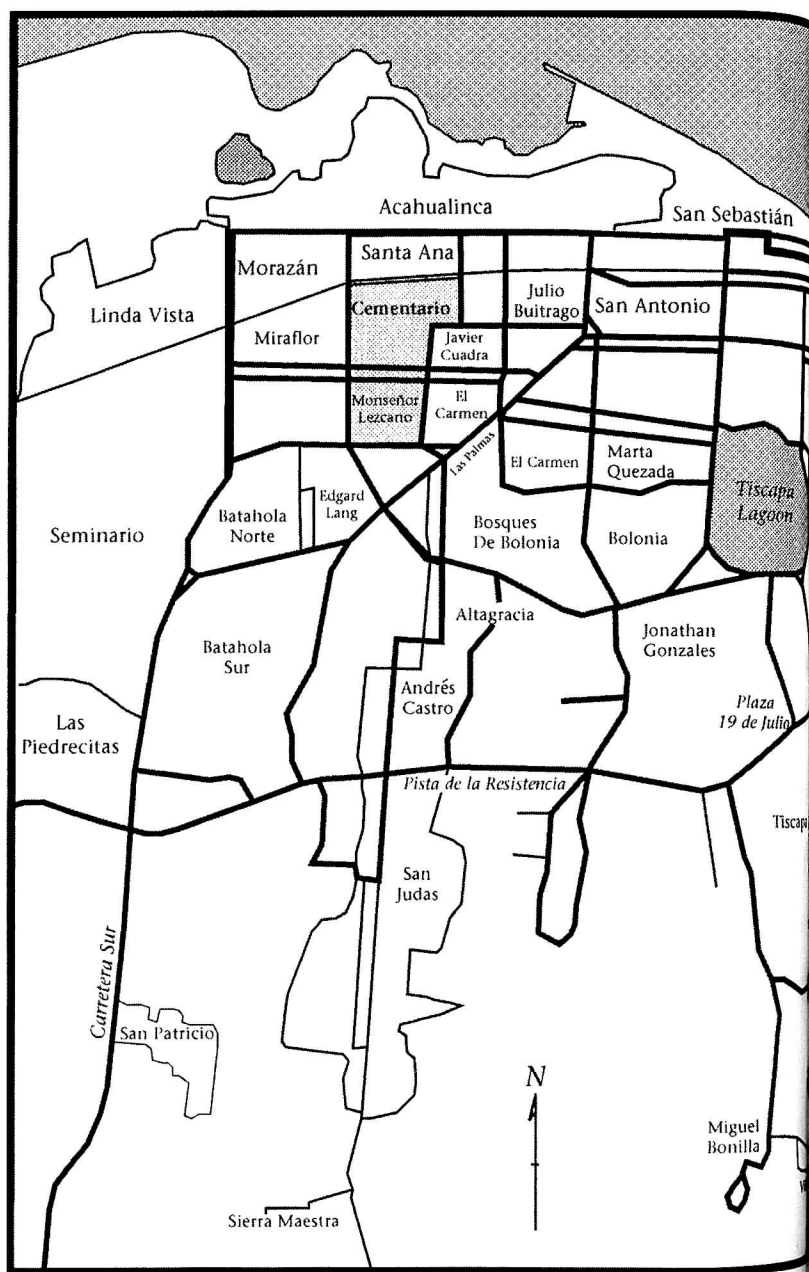 Acahualinca
San Sebastián
Santa Ana
Morazán
Linda Vista
Cementario
Julio
Buitrago
San Antonio
Miraflor
Javier
Cuadra
Monseñor
Lezcano
El
Carmen
Las Palmas
El Carmen
Marta
Quezada
Tiscapa
Lagoon
Seminario
Batahola
Norte
Edgard
Lang
Bosques
De Bolonia
Bolonia
Altagracia
Batahola
Sur
Jonathan
Gonzales
Andrés
Castro
Plaza
19 de Julio
Las
Piedrecitas
Pista de la Resistencia
Tiscapa
San
Judas
Carretera Sur
San Patricio
N
Miguel
Bonilla
Sierra Maestra